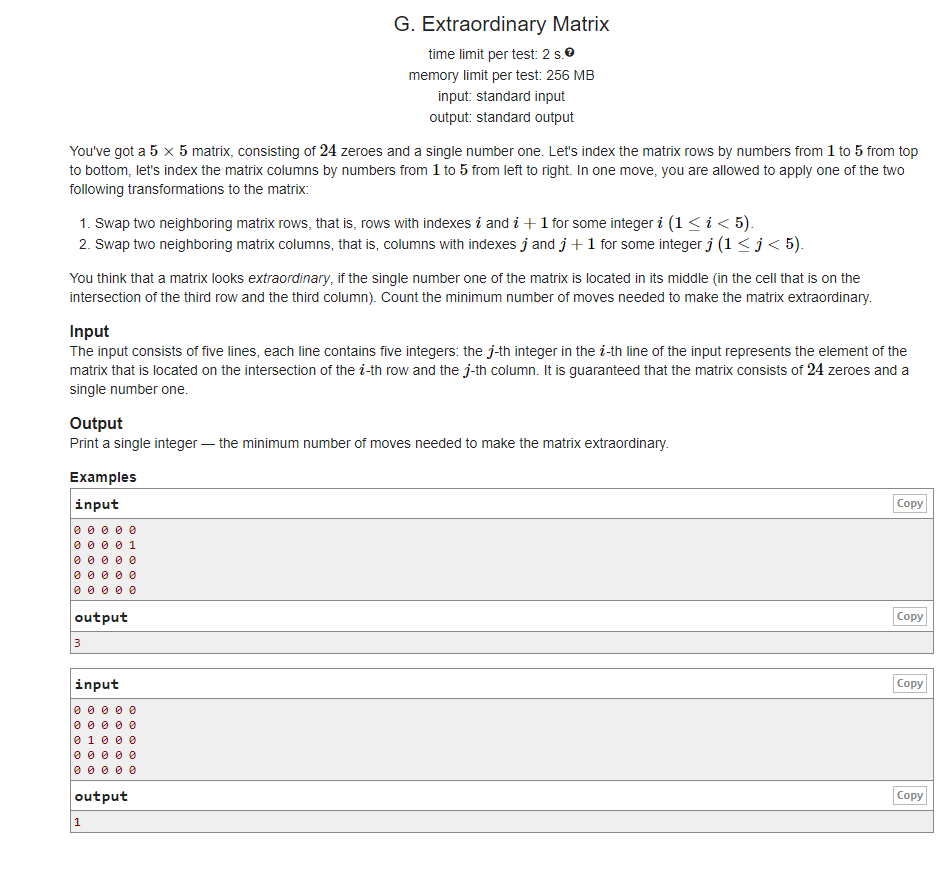 G. Extraordinary Matrix
time limit per test: 2 s.
memory limit per test: 256 MB
input: standard input
output: standard output
You've got a 5 × 5 matrix, consisting of 24 zeroes and a single number one. Let's index the matrix rows by numbers from 1 to 5 from top
to bottom, let's index the matrix columns by numbers from 1 to 5 from left to right. In one move, you are allowed to apply one of the two
following transformations to the matrix:
1. Swap two neighboring matrix rows, that is, rows with indexes i and i + 1 for some integer i (1 ≤ i < 5).
2. Swap two neighboring matrix columns, that is, columns with indexes j and j + 1 for some integer j (1 ≤ j < 5).
You think that a matrix looks extraordinary, if the single number one of the matrix is located in its middle (in the cell that is on the
intersection of the third row and the third column). Count the minimum number of moves needed to make the matrix extraordinary.
Input
The input consists of five lines, each line contains five integers: the j-th integer in the i-th line of the input represents the element of the
matrix that is located on the intersection of the i-th row and the j-th column. It is guaranteed that the matrix consists of 24 zeroes and a
single number one.
Output
Print a single integer — the minimum number of moves needed to make the matrix extraordinary.
Examples
input Copy
0 0 0 0 0
0 0 0 0 1
0 0 0 0 0
0 0 0 0 0
0 0 0 0 0
output Copy
3
input Copy
0 0 0 0 0
0 0 0 0 0
0 1 0 0 0
0 0 0 0 0
0 0 0 0 0
output Copy
1